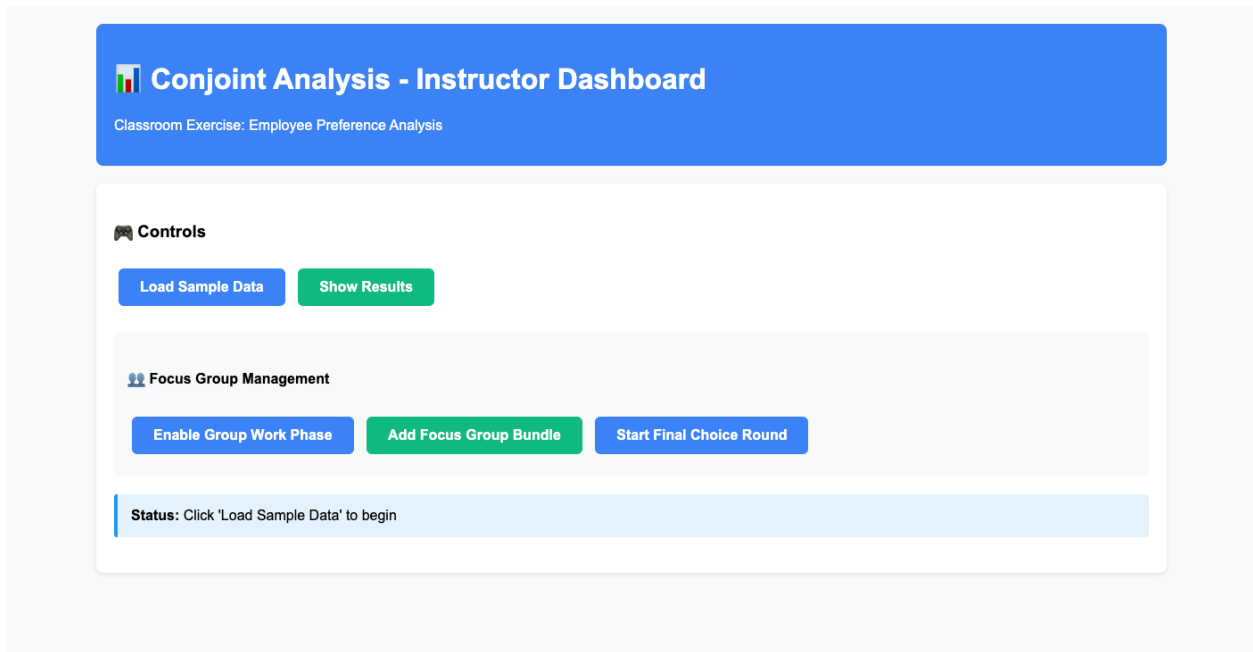 📊 Conjoint Analysis - Instructor Dashboard
Classroom Exercise: Employee Preference Analysis
🎮 Controls
Load Sample Data
Show Results
👥 Focus Group Management
Enable Group Work Phase
Add Focus Group Bundle
Start Final Choice Round
Status: Click 'Load Sample Data' to begin